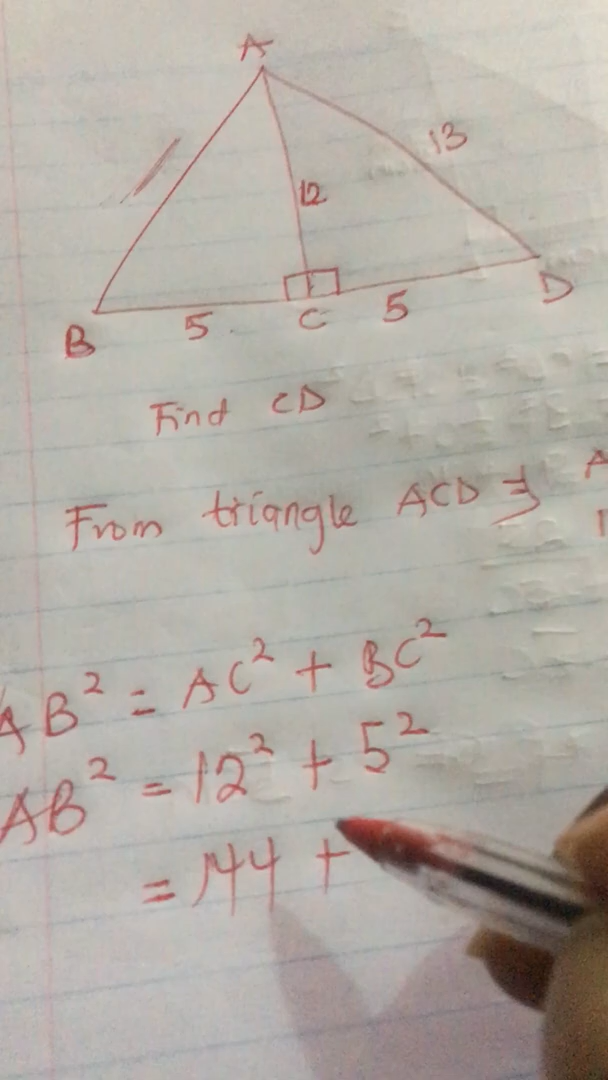 A
13
12
B 5 C 5 D
Find CD
From triangle ACD ⇒ A
AB² = AC² + BC²
AB² = 12² + 5²
= 144 +